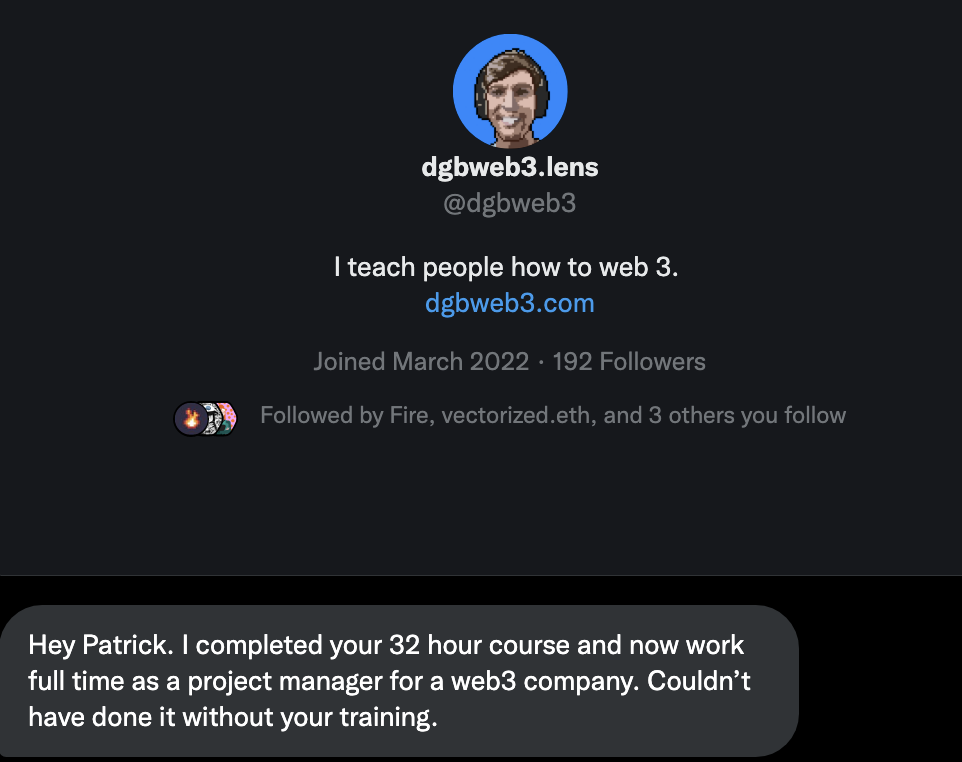 dgbweb3.lens
@dgbweb3
I teach people how to web 3.
dgbweb3.com
Joined March 2022 · 192 Followers
Followed by Fire, vectorized.eth, and 3 others you follow
Hey Patrick. I completed your 32 hour course and now work
full time as a project manager for a web3 company. Couldn’t
have done it without your training.